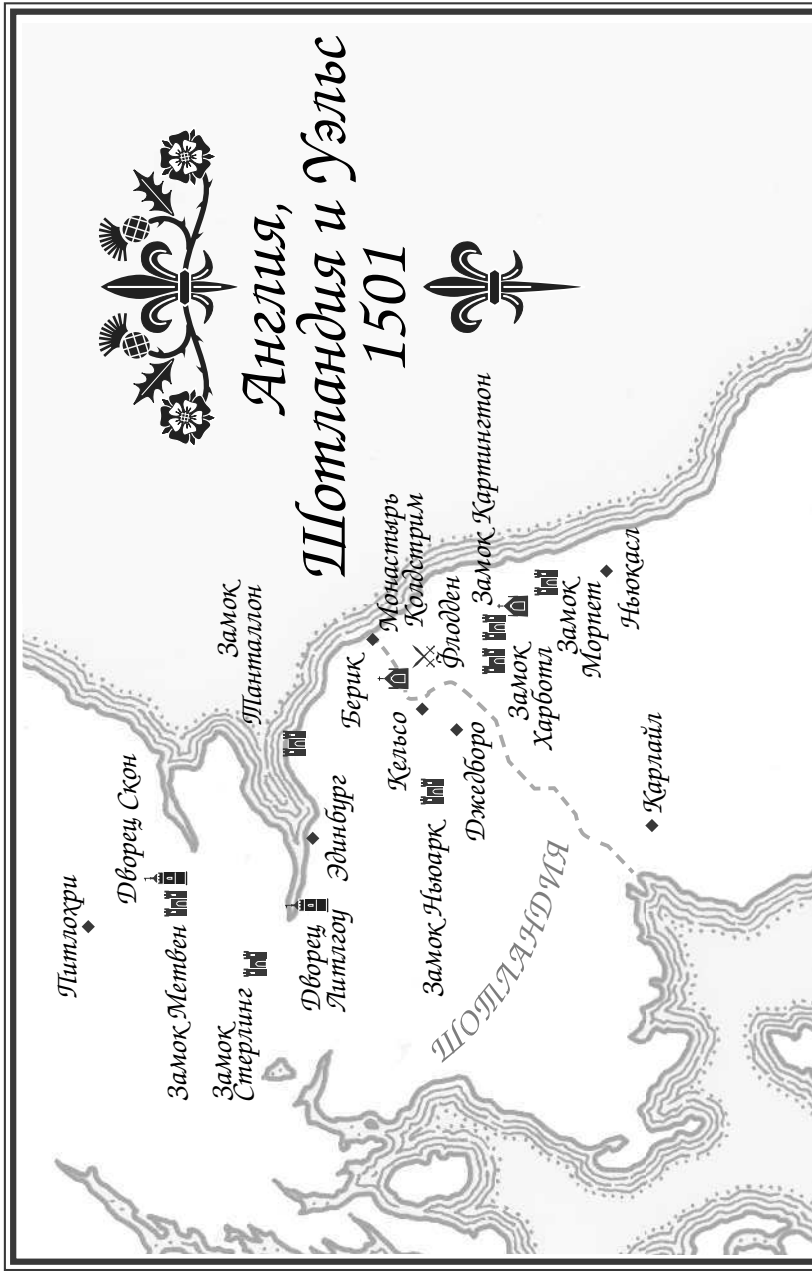 Англия,
Шотландия и Уэльс
1501
Питлохри
Дворец Скон
Замок Метвен
Замок
Стерлинг
Замок
Танталлон
Дворец
Литлгоу
Эдинбург
Берик
Монастырь
Колдстрим
Кельсо
Флодден
Замок Ньюарк
Джедборо
Замок Картингтон
Замок
Харботл
Замок
Морпет
Ньюкасл
Карлайл
ШОТЛАНДИЯ